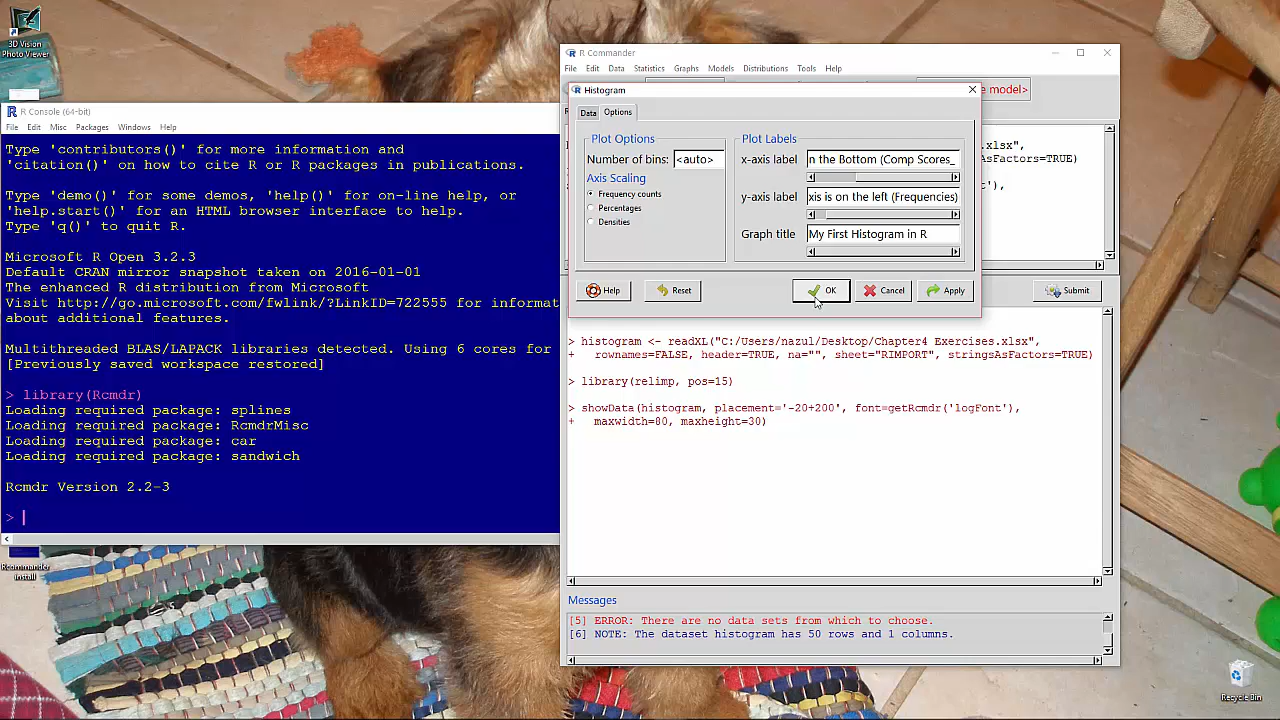 3D Vision
Photo Viewer
R Console (64-bit)
File Edit Misc Packages Windows Help
Type 'contributors()' for more information and
'citation()' on how to cite R or R packages in publications.
Type 'demo()' for some demos, 'help()' for on-line help, or
'help.start()' for an HTML browser interface to help.
Type 'q()' to quit R.
Microsoft R Open 3.2.3
Default CRAN mirror snapshot taken on 2016-01-01
The enhanced R distribution from Microsoft
Visit http://go.microsoft.com/fwlink/?LinkID=722555 for informat
about additional features.
Multithreaded BLAS/LAPACK libraries detected. Using 6 cores for
[Previously saved workspace restored]
> library(Rcmdr)
Loading required package: splines
Loading required package: RcmdrMisc
Loading required package: car
Loading required package: sandwich
Rcmdr Version 2.2-3
>
Rcommander
install
R Commander
File Edit Data Statistics Graphs Models Distributions Tools Help
e model>
.xlsx",
AsFactors=TRUE)
'),
Histogram
Data Options
Plot Options
Number of bins: <auto>
Axis Scaling
Frequency counts
Percentages
Densities
Plot Labels
x-axis label n the Bottom (Comp Scores_
y-axis label xis is on the left (Frequencies)
Graph title My First Histogram in R
Help Reset OK Cancel Apply
Submit
> histogram <- readXL("C:/Users/nazul/Desktop/Chapter4 Exercises.xlsx",
+ rownames=FALSE, header=TRUE, na="", sheet="RIMPORT", stringsAsFactors=TRUE)
> library(relimp, pos=15)
> showData(histogram, placement='-20+200', font=getRcmdr('logFont'),
+ maxwidth=80, maxheight=30)
Messages
[5] ERROR: There are no data sets from which to choose.
[6] NOTE: The dataset histogram has 50 rows and 1 columns.
Recycle Bin